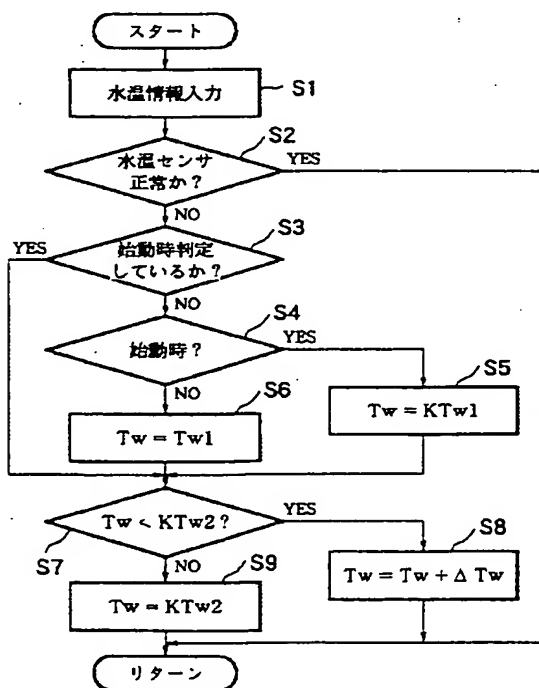 スタート
水温情報入力
S1
S2
水温センサ
正常か？
YES
NO
S3
YES
始動時判定
しているか？
NO
S4
始動時？
YES
NO
S5
S6
Tw = KTw1
Tw = Tw1
Tw < KTw2？
YES
S7
NO
S8
S9
Tw = Tw + Δ Tw
Tw = KTw2
リターン